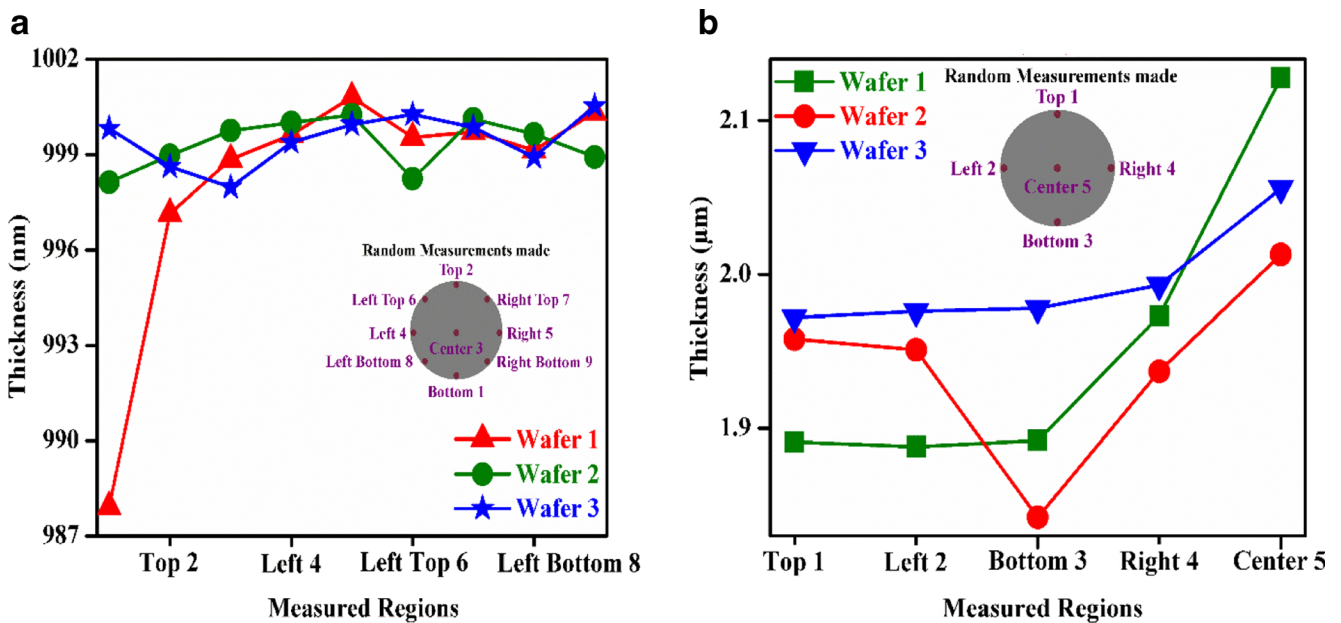 a
1002
999
996
993
990
987
Thickness (nm)
Random Measurements made
Top 2
Left Top 6
Right Top 7
Left 4
Right 5
Center 3
Left Bottom 8
Right Bottom 9
Bottom 1
Wafer 1
Wafer 2
Wafer 3
Top 2 Left 4 Left Top 6 Left Bottom 8
Measured Regions
b
2.1
2.0
1.9
Thickness (μm)
Wafer 1
Wafer 2
Wafer 3
Random Measurements made
Top 1
Left 2
Right 4
Center 5
Bottom 3
Top 1 Left 2 Bottom 3 Right 4 Center 5
Measured Regions